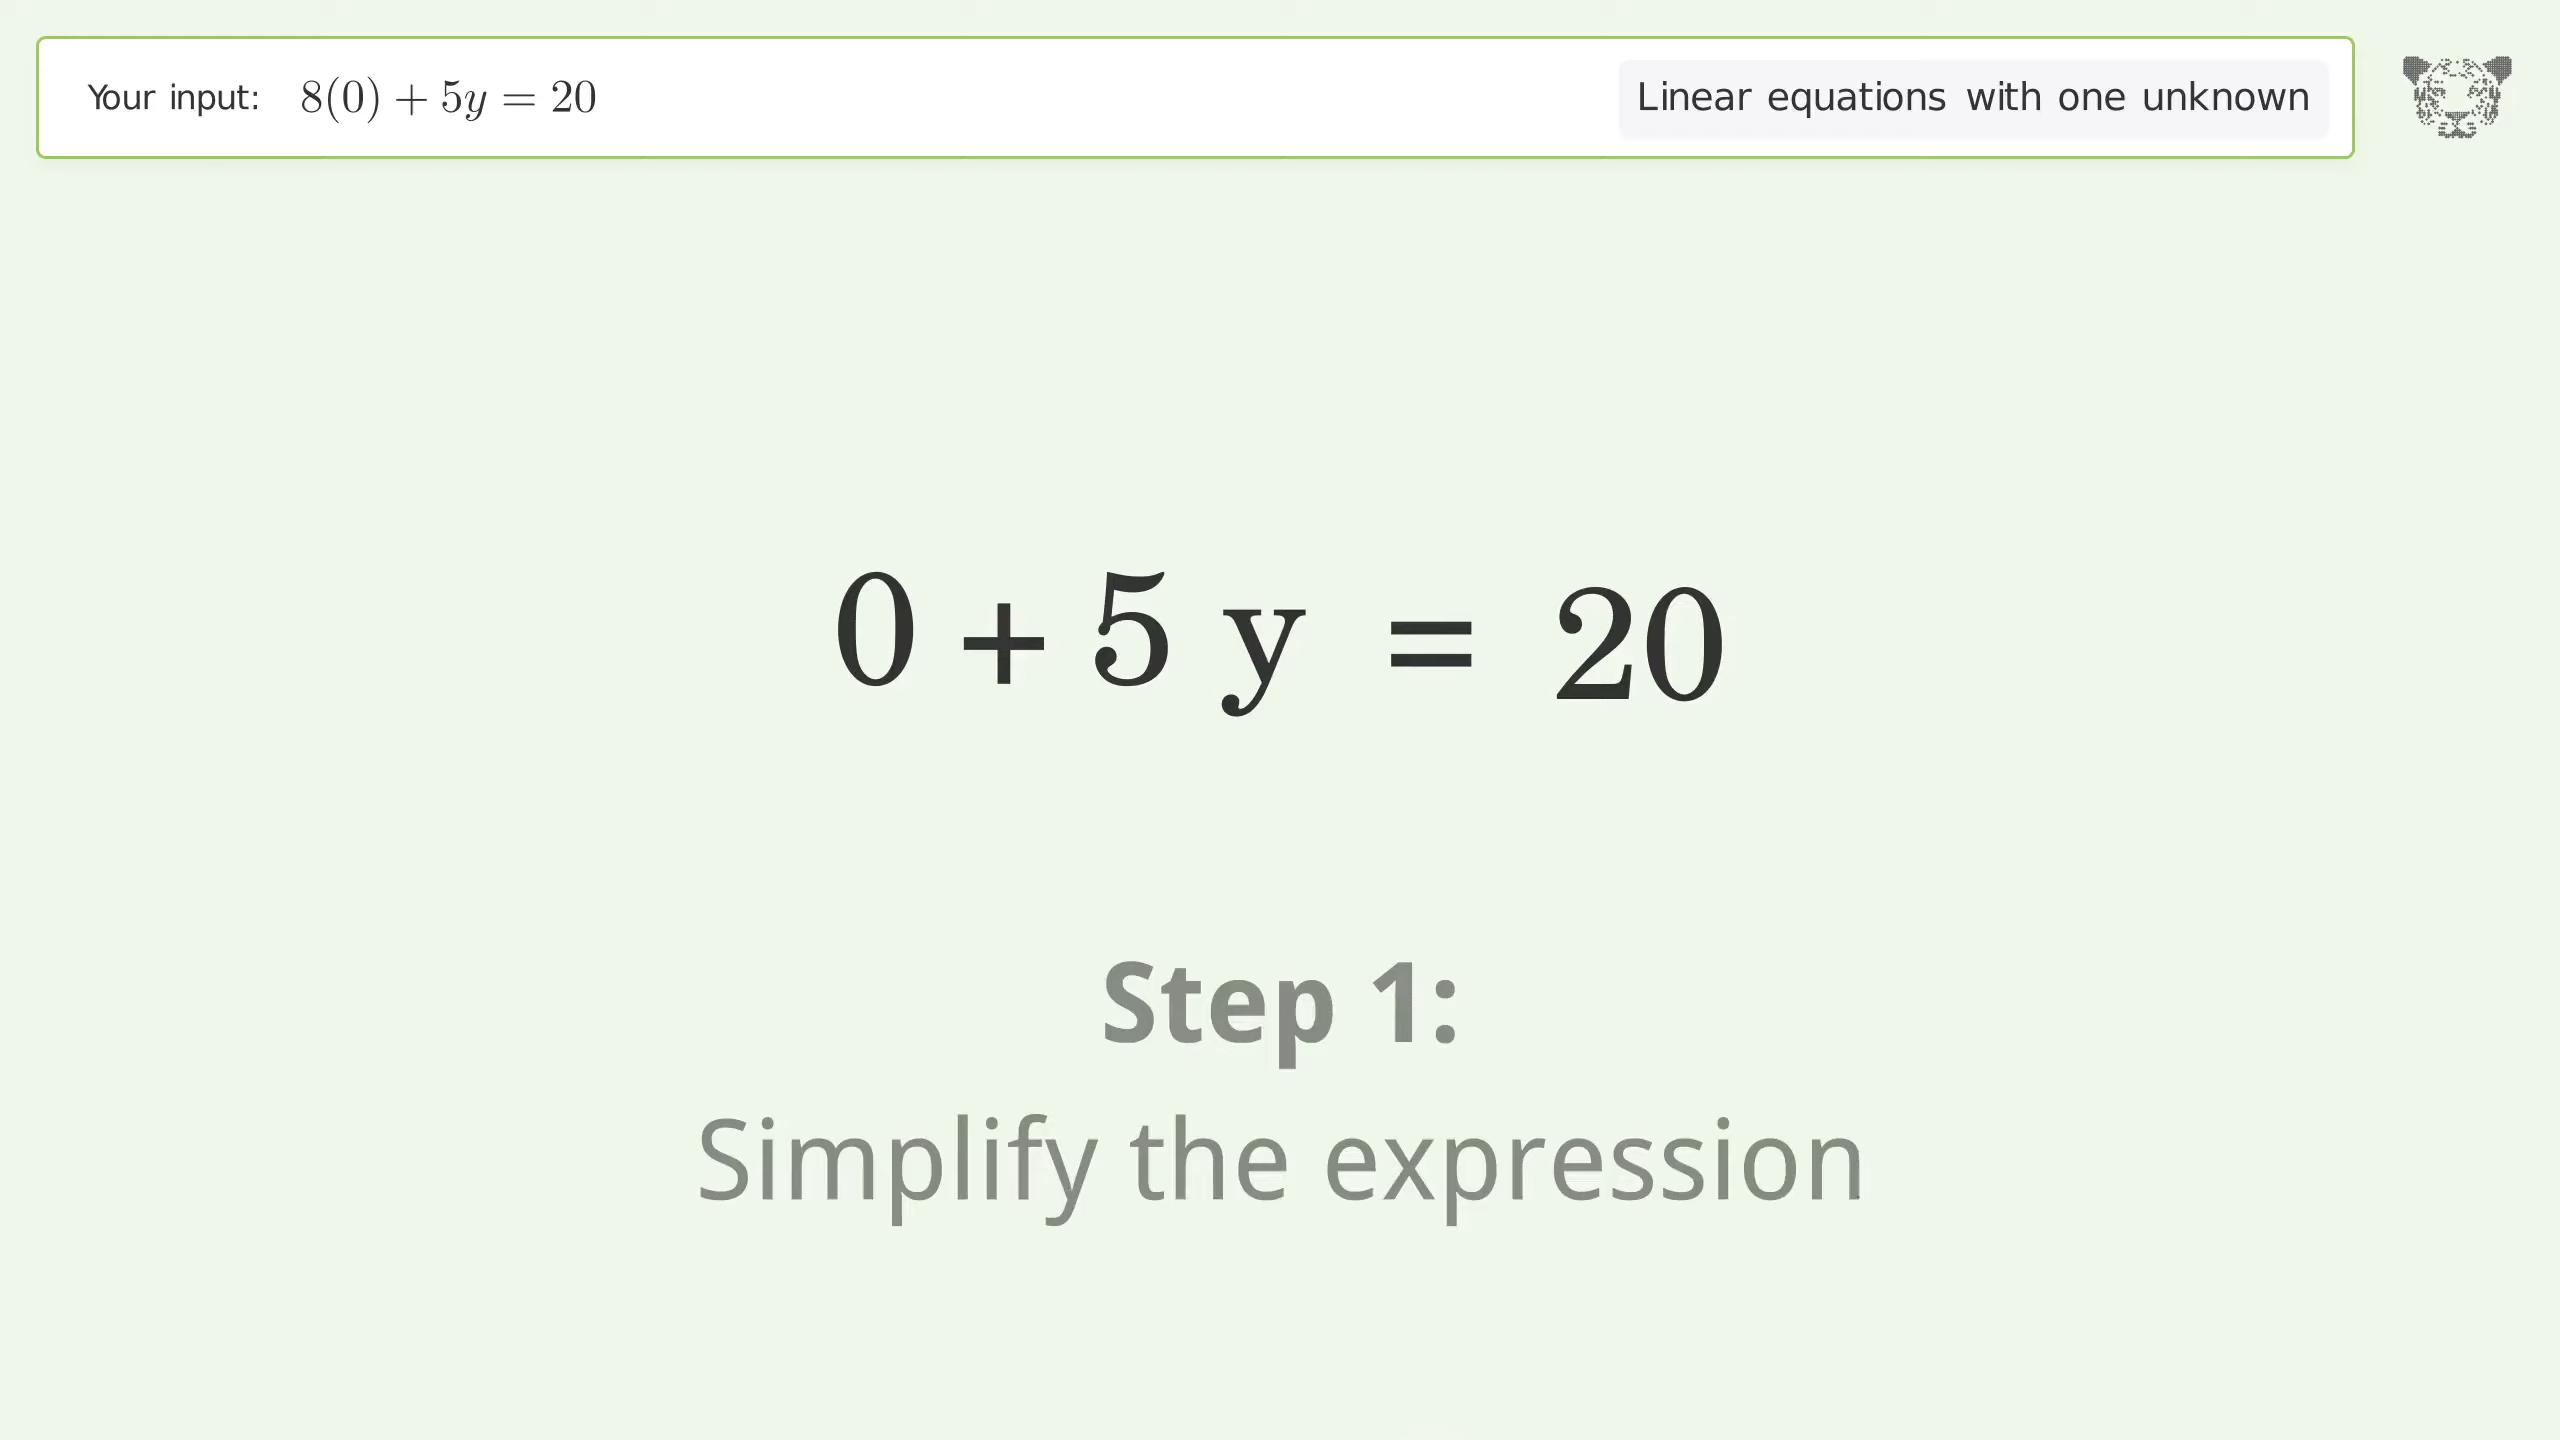 Your input: 8(0) + 5y = 20
Linear equations with one unknown
0 + 5 y = 20
Step 1:
Simplify the expression